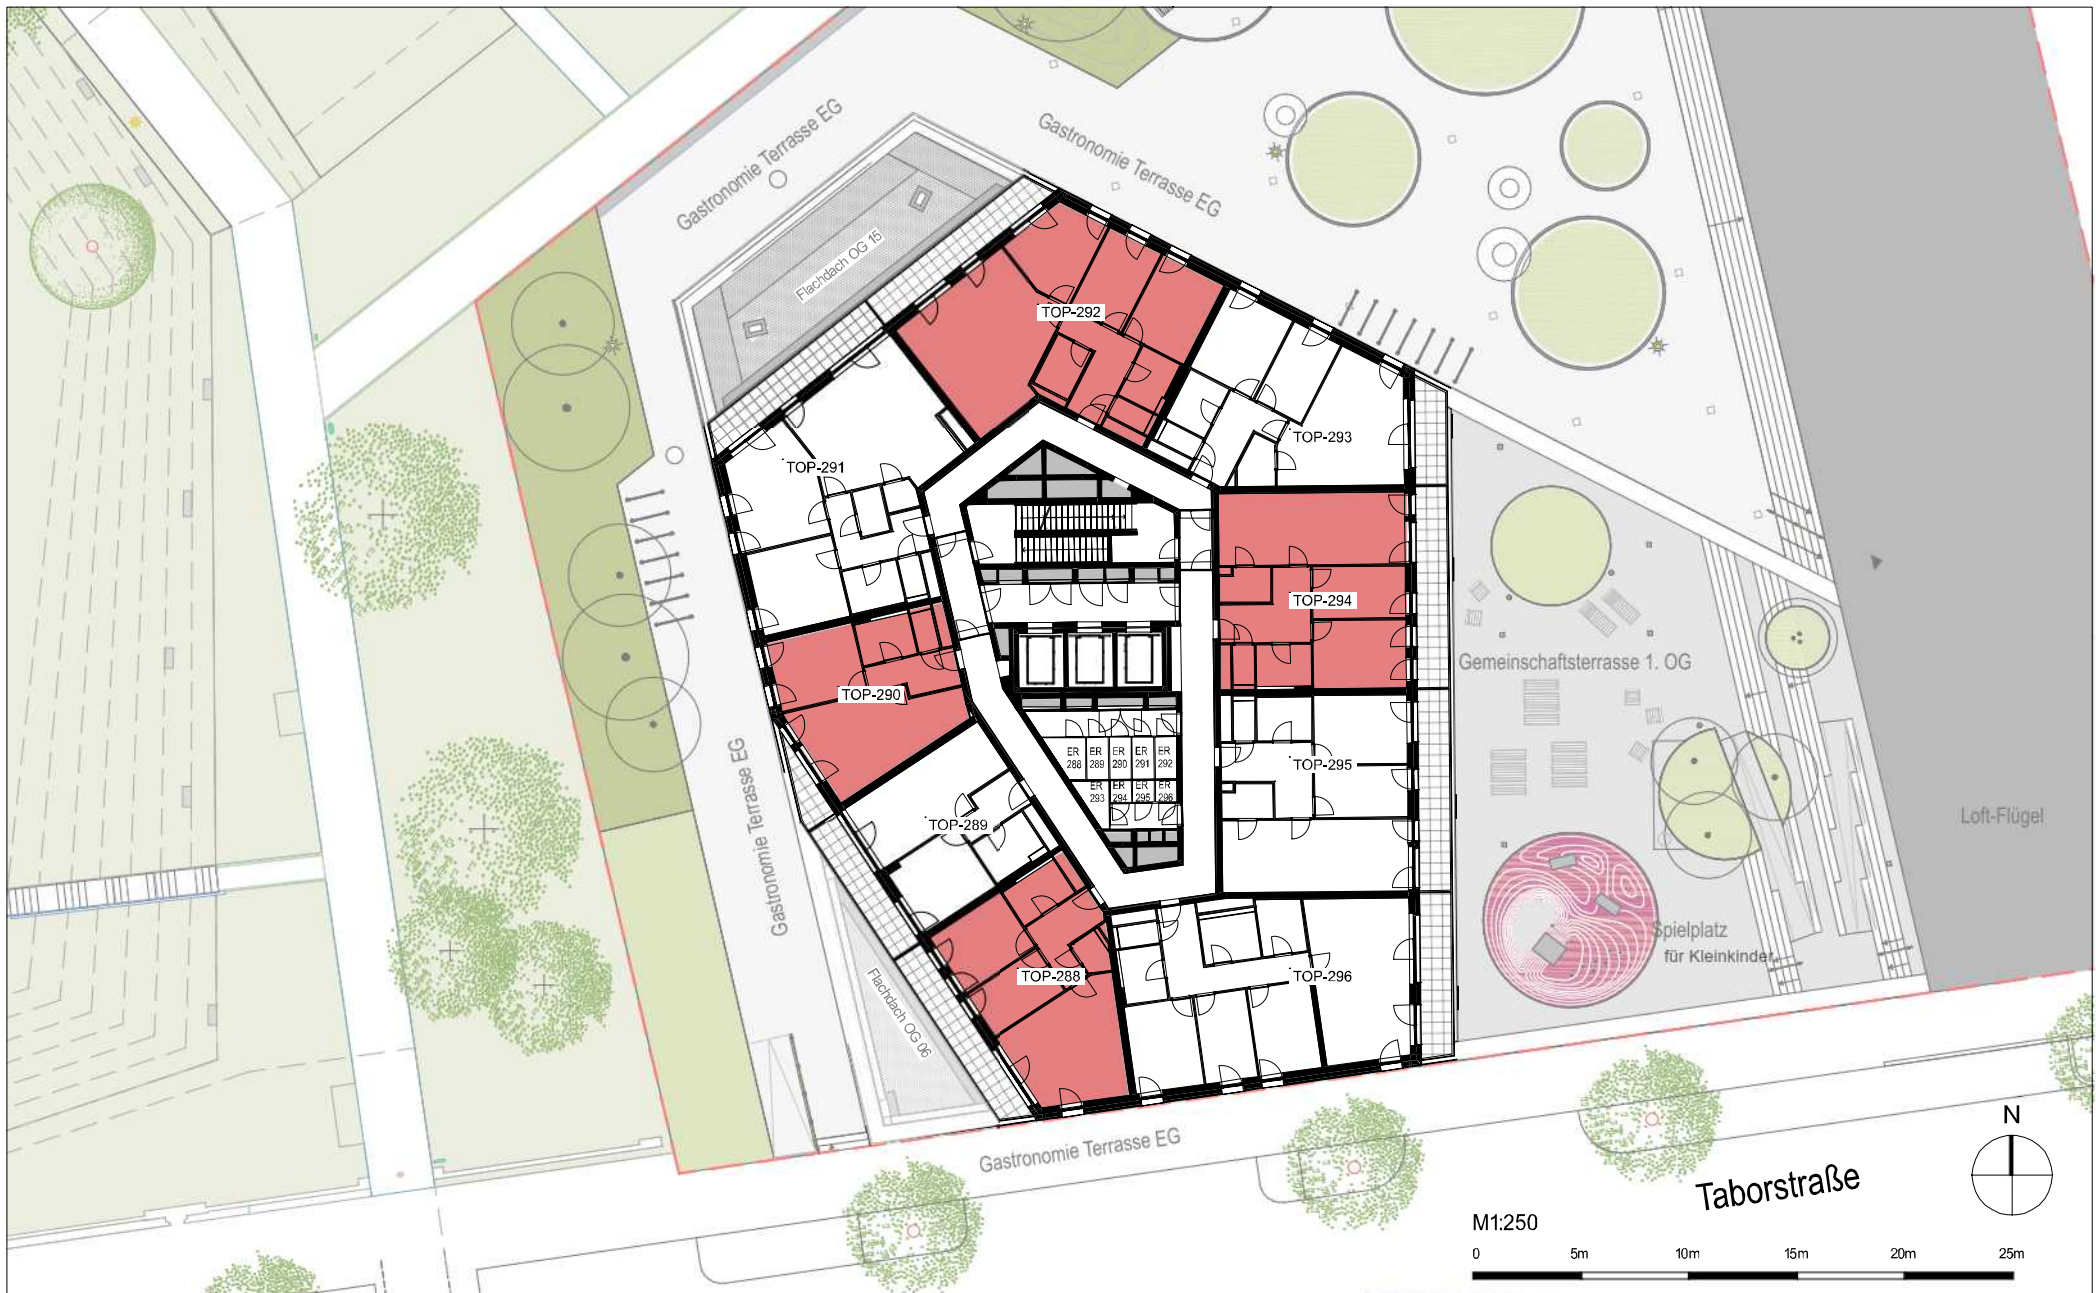 Gastronomie Terrasse EG
Gastronomie Terrasse EG
Flachdach OG 15
TOP-292
TOP-293
TOP-291
TOP-294
TOP-290
Gemeinschaftsterrasse 1. OG
ER
288
ER
289
ER
290
ER
291
ER
292
ER
293
ER
294
ER
295
ER
296
TOP-295
TOP-289
Gastronomie Terrasse EG
Loft-Flügel
Spielplatz
für Kleinkinder
TOP-288
TOP-296
Flachdach OG 06
Gastronomie Terrasse EG
N
Taborstraße
M1:250
0 5m 10m 15m 20m 25m